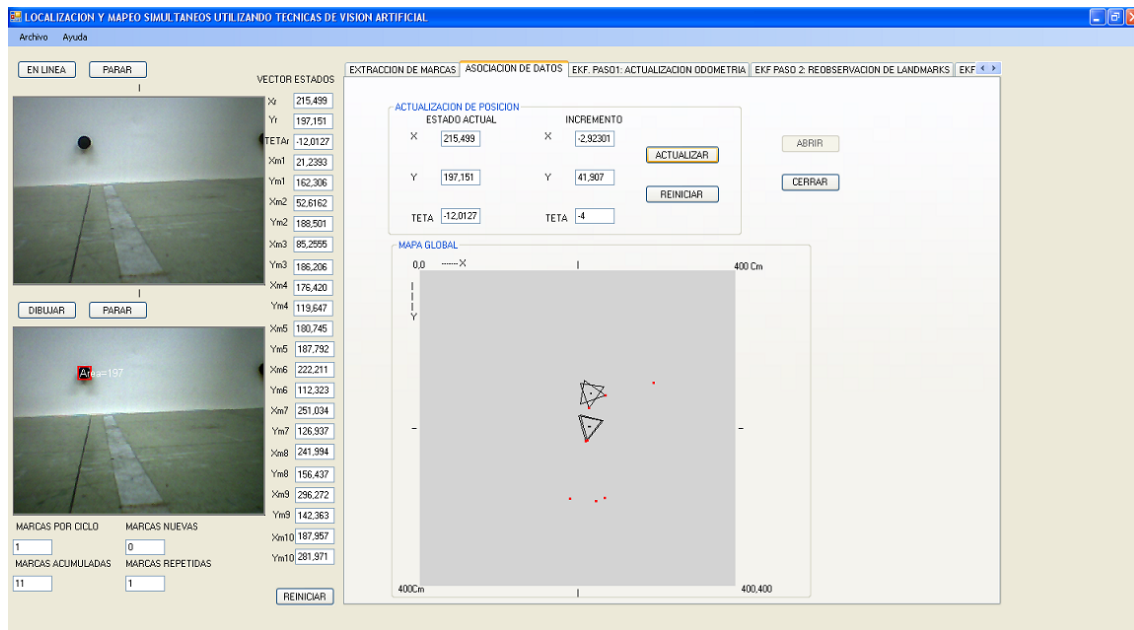 LOCALIZACION Y MAPEO SIMULTANEOS UTILIZANDO TECNICAS DE VISION ARTIFICIAL
Archivo Ayuda
EN LINEA PARAR
VECTOR ESTADOS
Xr 215,499
Yr 197,151
TETAr -12,0127
Xm1 21,2393
Ym1 162,306
Xm2 52,6162
Ym2 188,501
Xm3 85,2555
Ym3 186,206
Xm4 176,420
Ym4 119,647
Xm5 180,745
Ym5 187,792
Xm6 222,211
Ym6 112,323
Xm7 251,034
Ym7 126,937
Xm8 241,994
Ym8 156,437
Xm9 296,272
Ym9 142,363
Xm10 187,957
Ym10 281,971
REINICIAR
DIBUJAR PARAR
Area=197
MARCAS POR CICLO MARCAS NUEVAS
1 0
MARCAS ACUMULADAS MARCAS REPETIDAS
11 1
EXTRACCION DE MARCAS ASOCIACION DE DATOS EKF. PASO1: ACTUALIZACION ODOMETRIA EKF PASO 2: REOBSERVACION DE LANDMARKS EKF
ACTUALIZACION DE POSICION
ESTADO ACTUAL INCREMENTO
X 215,499 X -2,92301
ACTUALIZAR
Y 197,151 Y 41,907
REINICIAR
TETA -12,0127 TETA -4
ABRIR
CERRAR
MAPA GLOBAL
0,0 ------X 400 Cm
Y
400Cm 400,400